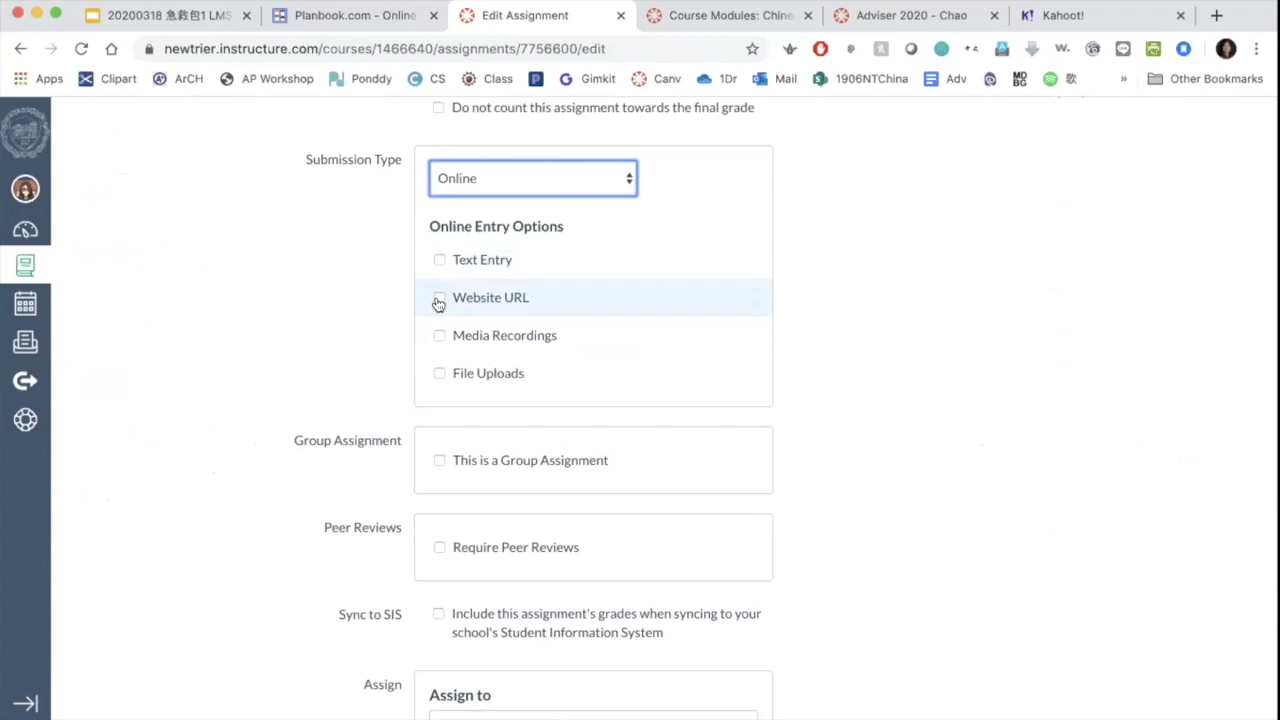 20200318 急救包1 LMS
Planbook.com - Online
Edit Assignment
Course Modules: Chine
Adviser 2020 - Chao
K! Kahoot!
newtrier.instructure.com/courses/1466640/assignments/7756600/edit
Apps
Clipart
ArCH
AP Workshop
Ponddy
CS
Class
Gimkit
Canv
Dr
Mail
1906NTChina
Adv
MD
BG
歌
»
Other Bookmarks
Do not count this assignment towards the final grade
Submission Type
Online
Online Entry Options
Text Entry
Website URL
Media Recordings
File Uploads
Group Assignment
This is a Group Assignment
Peer Reviews
Require Peer Reviews
Sync to SIS
Include this assignment's grades when syncing to your
school's Student Information System
Assign
Assign to